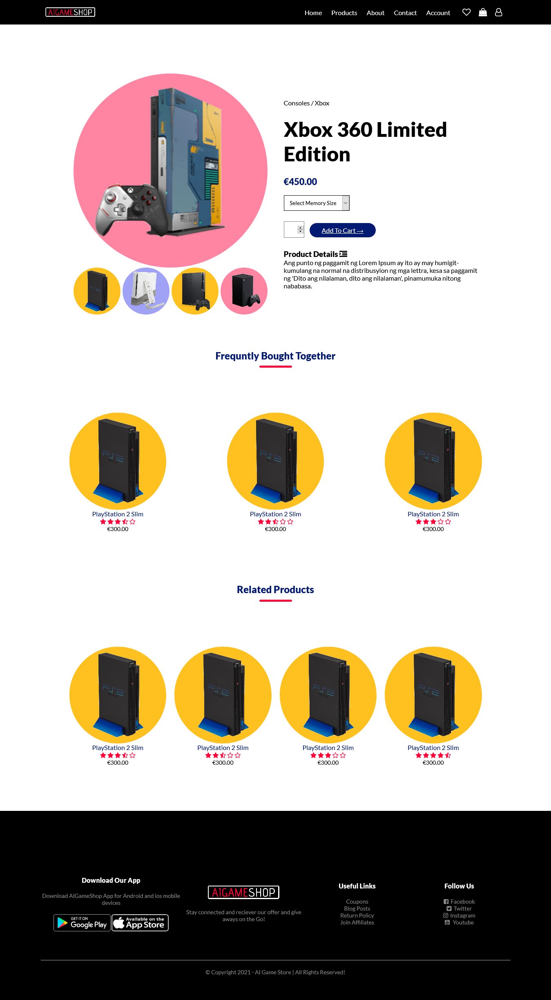 AIGAMESHOP
Home Products About Contact Account
Consoles / Xbox
Xbox 360 Limited
Edition
€450.00
Select Memory Size
Add To Cart →
Product Details
Ang punto ng paggamit ng Lorem Ipsum ay ito ay may humigit-
kumulang na normal na distribusyion ng mga lettra, kesa sa paggamit
ng 'Dito ang nilalaman, dito ang nilalaman', pinamumuka nitong
nababasa.
Frequntly Bought Together
PS2 PS2 PS2
PlayStation 2 Slim PlayStation 2 Slim PlayStation 2 Slim
€300.00 €300.00 €300.00
Related Products
PS2 PS2 PS2 PS2
PlayStation 2 Slim PlayStation 2 Slim PlayStation 2 Slim PlayStation 2 Slim
€300.00 €300.00 €300.00 €300.00
Download Our App
Download AIGameShop App for Android and ios mobile
devices
GET IT ON
Google Play
Available on the
App Store
AIGAMESHOP
Stay connected and reciever our offer and give
aways on the Go!
Useful Links
Coupons
Blog Posts
Return Policy
Join Affiliates
Follow Us
Facebook
Twitter
Instagram
Youtube
© Copyright 2021 - AI Game Store | All Rights Reserved!